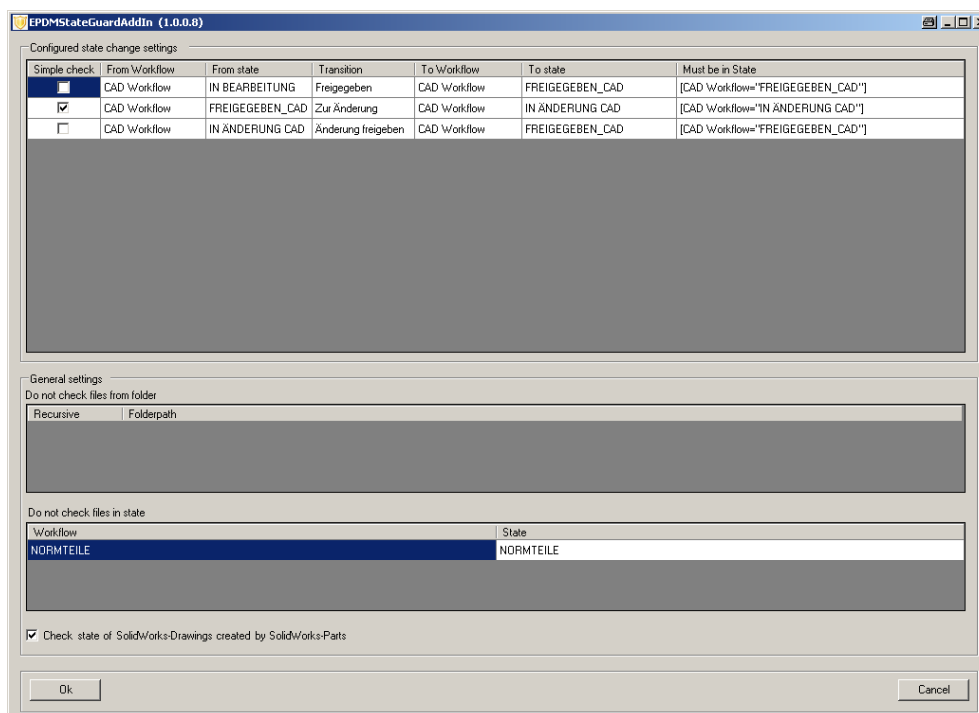 EPDMStateGuardAddIn (1.0.0.8)
Configured state change settings
Simple check From Workflow From state Transition To Workflow To state Must be in State
CAD Workflow IN BEARBEITUNG Freigegeben CAD Workflow FREIGEGEBEN_CAD [CAD Workflow="FREIGEGEBEN_CAD"]
CAD Workflow FREIGEGEBEN_CAD Zur Änderung CAD Workflow IN ÄNDERUNG CAD [CAD Workflow="IN ÄNDERUNG CAD"]
CAD Workflow IN ÄNDERUNG CAD Änderung freigeben CAD Workflow FREIGEGEBEN_CAD [CAD Workflow="FREIGEGEBEN_CAD"]
General settings
Do not check files from folder
Recursive Folderpath
Do not check files in state
Workflow State
NORMTEILE NORMTEILE
Check state of SolidWorks-Drawings created by SolidWorks-Parts
Ok Cancel